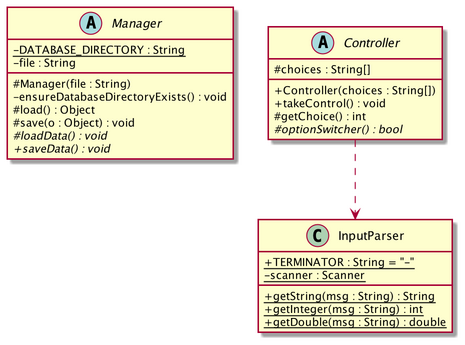 A Manager
-DATABASE_DIRECTORY : String
-file : String
#Manager(file : String)
-ensureDatabaseDirectoryExists() : void
#load() : Object
#save(o : Object) : void
#loadData() : void
+saveData() : void
A Controller
#choices : String[]
+Controller(choices : String[])
+takeControl() : void
#getChoice() : int
#optionSwitcher() : bool
C InputParser
+TERMINATOR : String = "-"
-scanner : Scanner
+getString(msg : String) : String
+getInteger(msg : String) : int
+getDouble(msg : String) : double